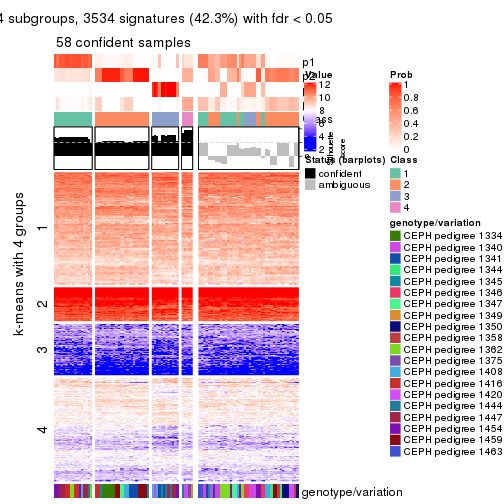 4 subgroups, 3534 signatures (42.3%) with fdr < 0.05
58 confident samples
p1
p2
Value
12
10
8
6
4
2
Prob
1
0.8
0.6
0.4
0.2
0
Class
silhouette
score
Status (barplots)
confident
ambiguous
Class
1
2
3
4
k-means with 4 groups
1
2
3
4
genotype/variation
CEPH pedigree 1334
CEPH pedigree 1340
CEPH pedigree 1341
CEPH pedigree 1344
CEPH pedigree 1345
CEPH pedigree 1346
CEPH pedigree 1347
CEPH pedigree 1349
CEPH pedigree 1350
CEPH pedigree 1358
CEPH pedigree 1362
CEPH pedigree 1375
CEPH pedigree 1408
CEPH pedigree 1416
CEPH pedigree 1420
CEPH pedigree 1444
CEPH pedigree 1447
CEPH pedigree 1454
CEPH pedigree 1459
CEPH pedigree 1463
genotype/variation